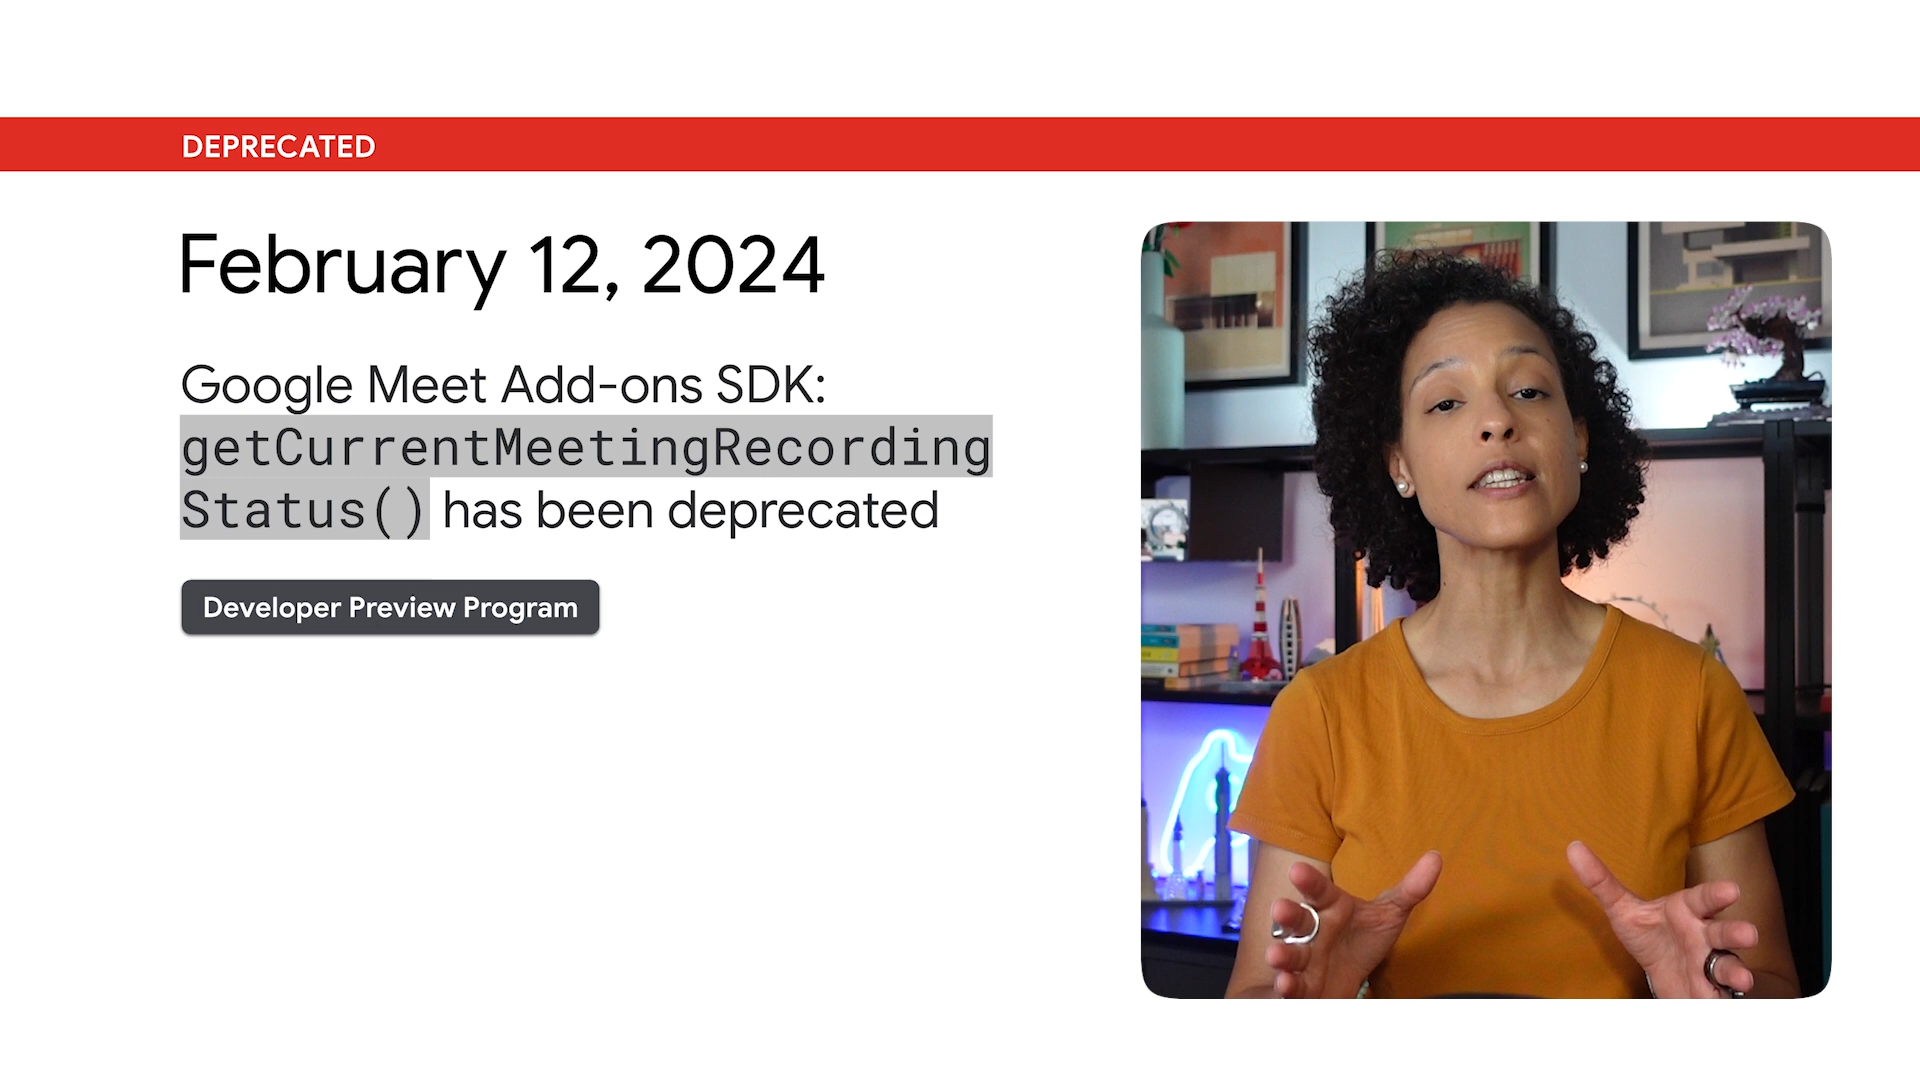 DEPRECATED
February 12, 2024
Google Meet Add-ons SDK:
getCurrentMeetingRecording
Status() has been deprecated
Developer Preview Program